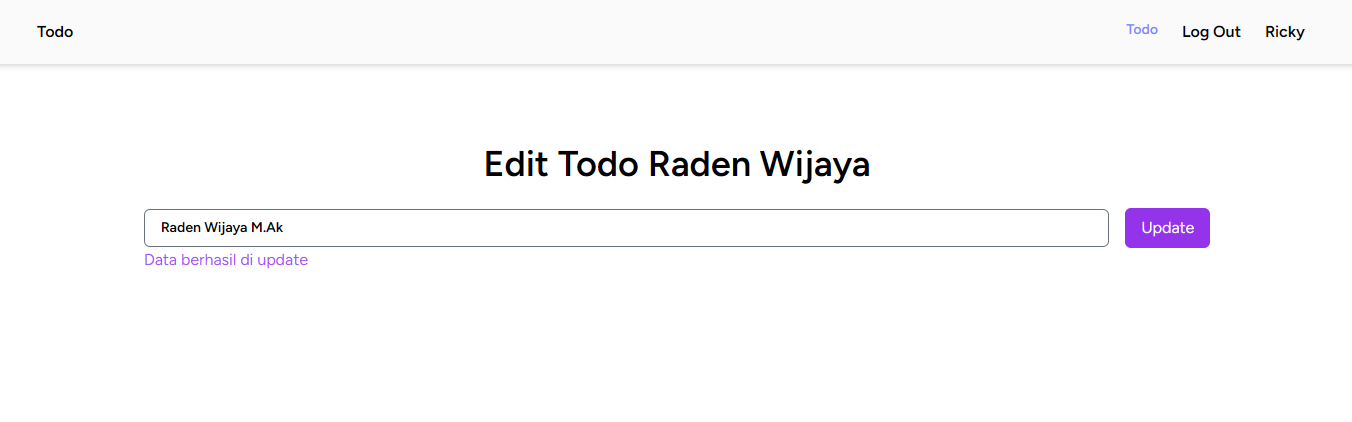 Todo Todo Log Out Ricky
Edit Todo Raden Wijaya
Raden Wijaya M.Ak Update
Data berhasil di update